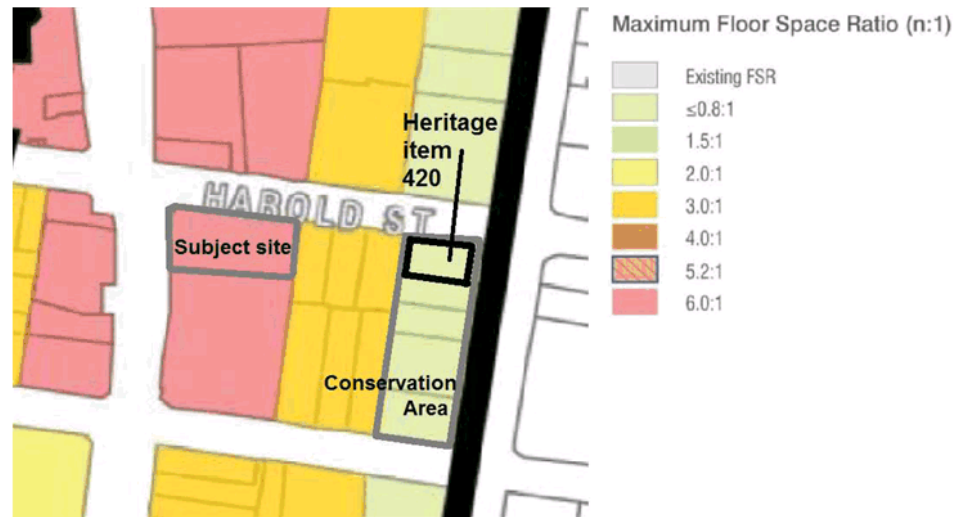 Maximum Floor Space Ratio (n:1)
Existing FSR
≤0.8:1
1.5:1
2.0:1
3.0:1
4.0:1
5.2:1
6.0:1
Heritage
item
420
HAROLD ST
Subject site
Conservation
Area